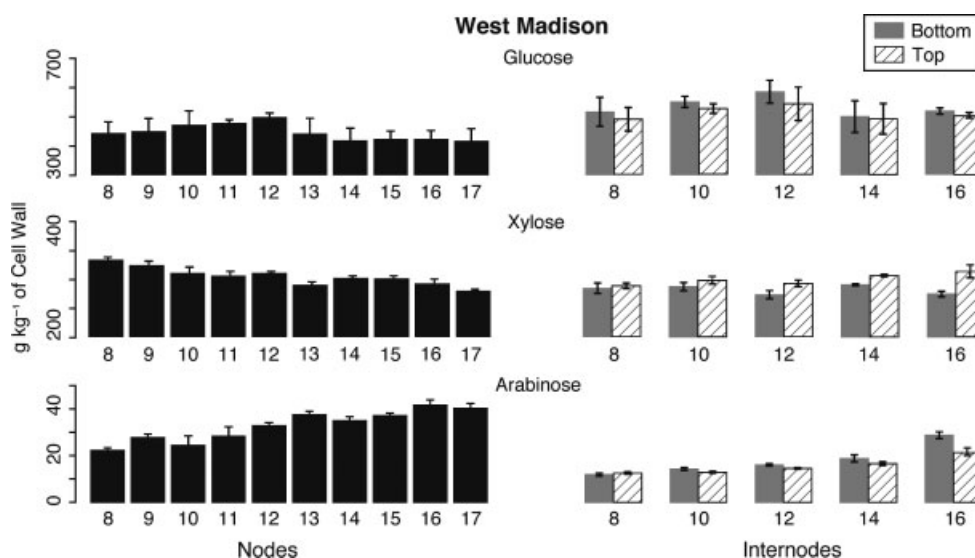 West Madison
Bottom
Top
Glucose
700
300
8 9 10 11 12 13 14 15 16 17
8 10 12 14 16
g kg⁻¹ of Cell Wall
Xylose
400
200
8 9 10 11 12 13 14 15 16 17
8 10 12 14 16
Arabinose
40
20
0
8 9 10 11 12 13 14 15 16 17
8 10 12 14 16
Nodes
Internodes